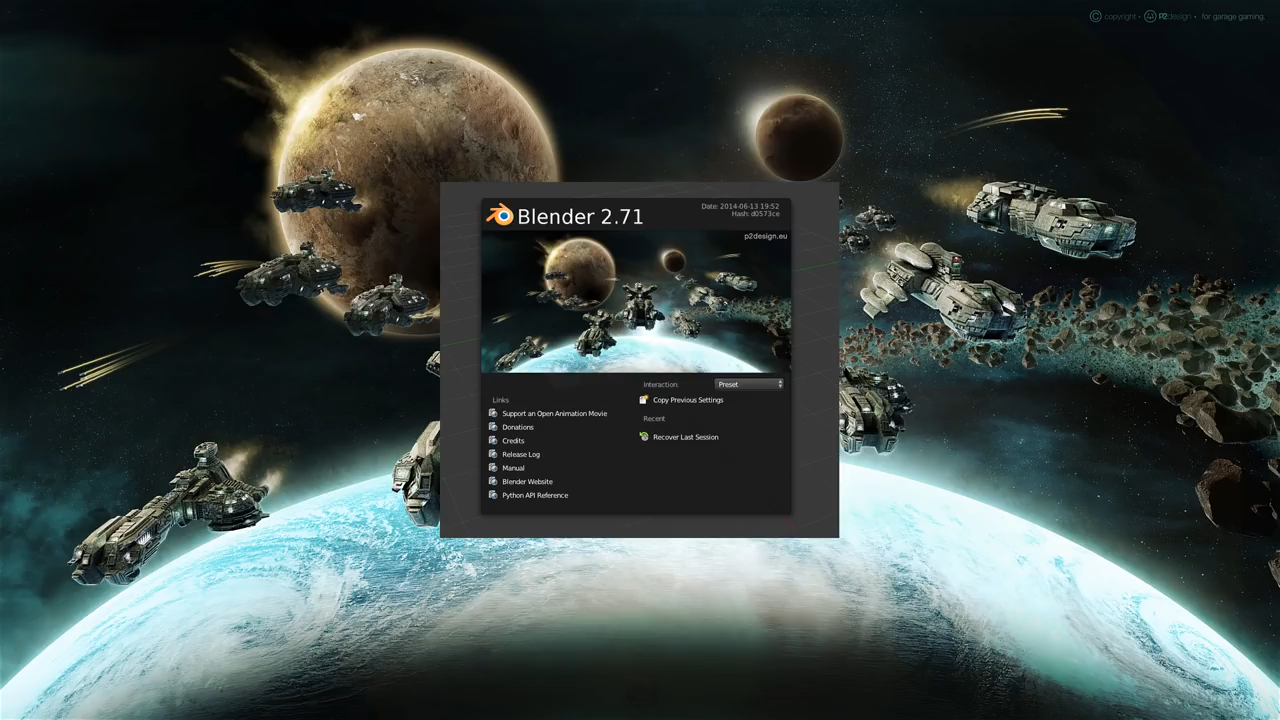 © copyright • P2design • for garage gaming.
Blender 2.71
Date: 2014-06-13 19:52
Hash: d0573ce
p2design.eu
Interaction:
Preset
Links
Copy Previous Settings
Support an Open Animation Movie
Recent
Donations
Credits
Recover Last Session
Release Log
Manual
Blender Website
Python API Reference